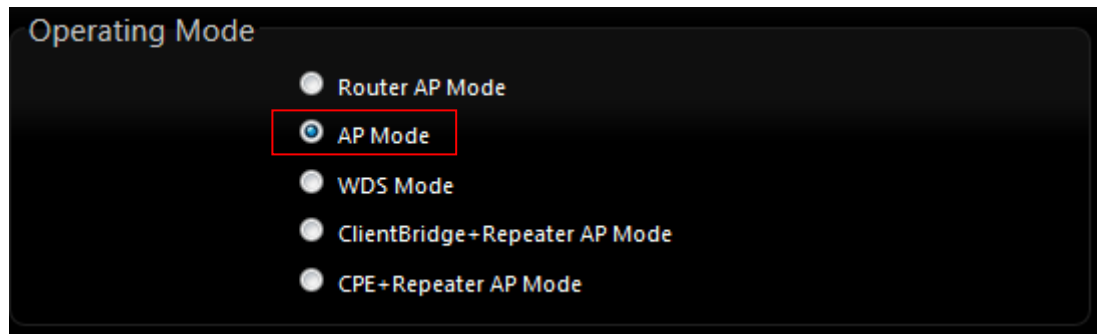 Operating Mode
Router AP Mode
AP Mode
WDS Mode
ClientBridge+Repeater AP Mode
CPE+Repeater AP Mode